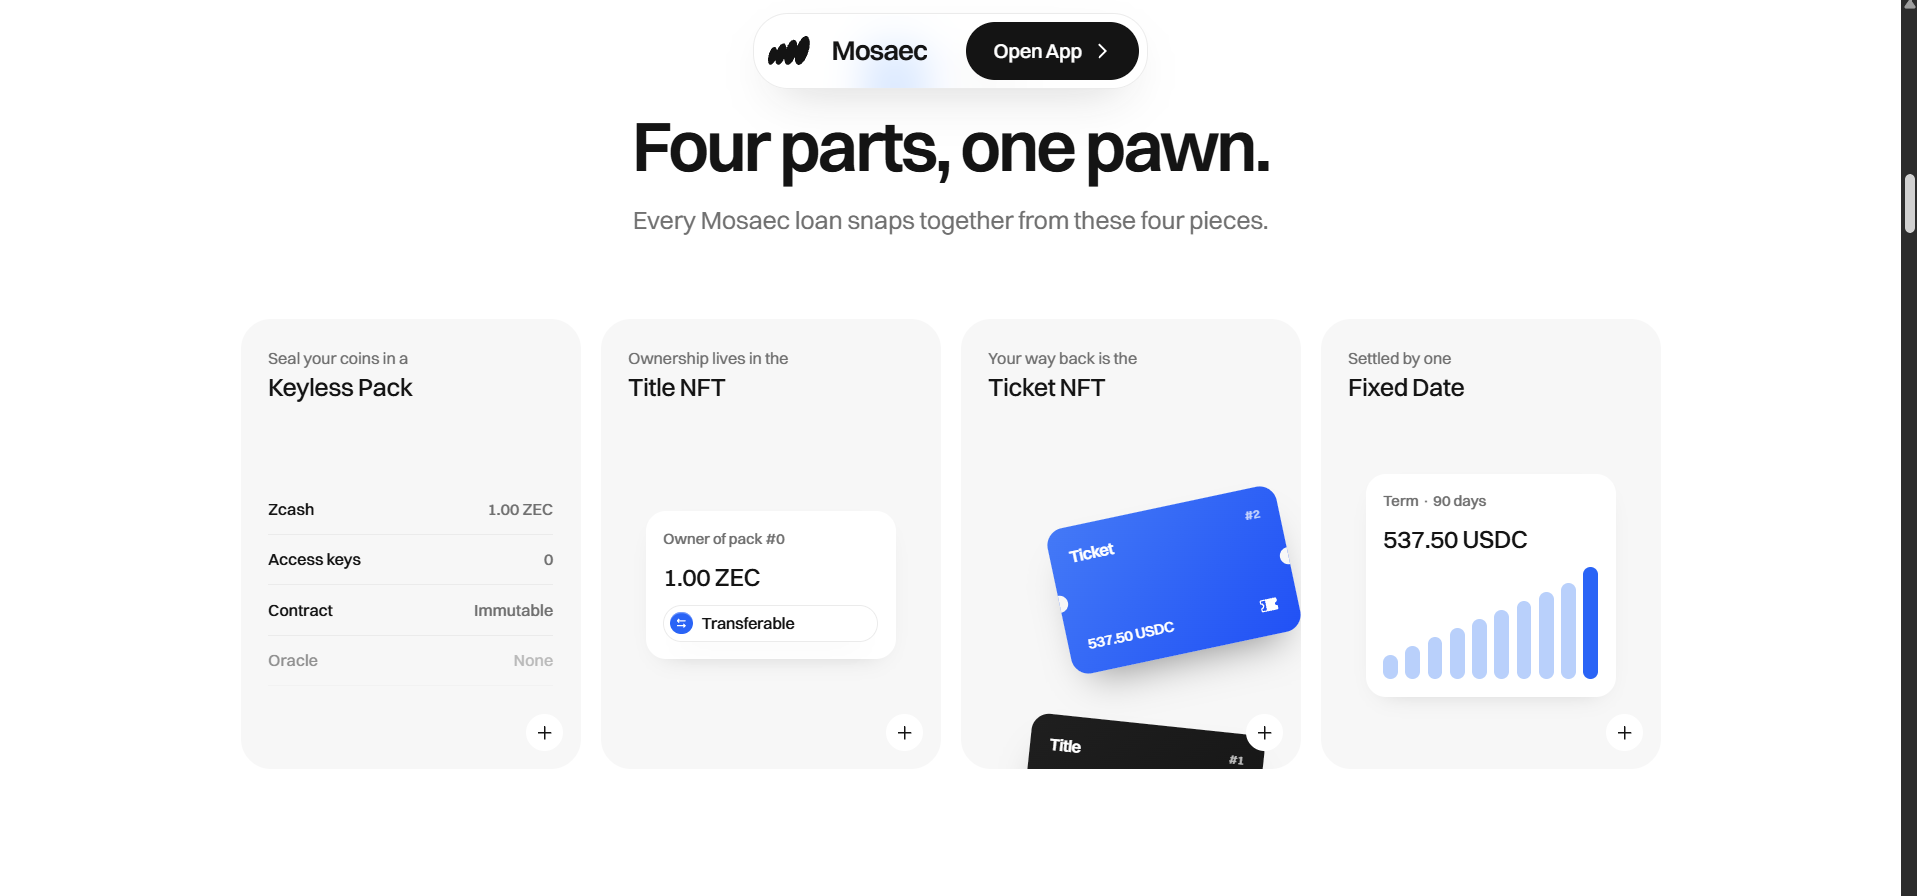 Mosaec
Open App
Four parts, one pawn.
Every Mosaec loan snaps together from these four pieces.
Seal your coins in a
Keyless Pack
Zcash 1.00 ZEC
Access keys 0
Contract Immutable
Oracle None
Ownership lives in the
Title NFT
Owner of pack #0
1.00 ZEC
Transferable
Your way back is the
Ticket NFT
#2
Ticket
537.50 USDC
Title
#1
Settled by one
Fixed Date
Term · 90 days
537.50 USDC